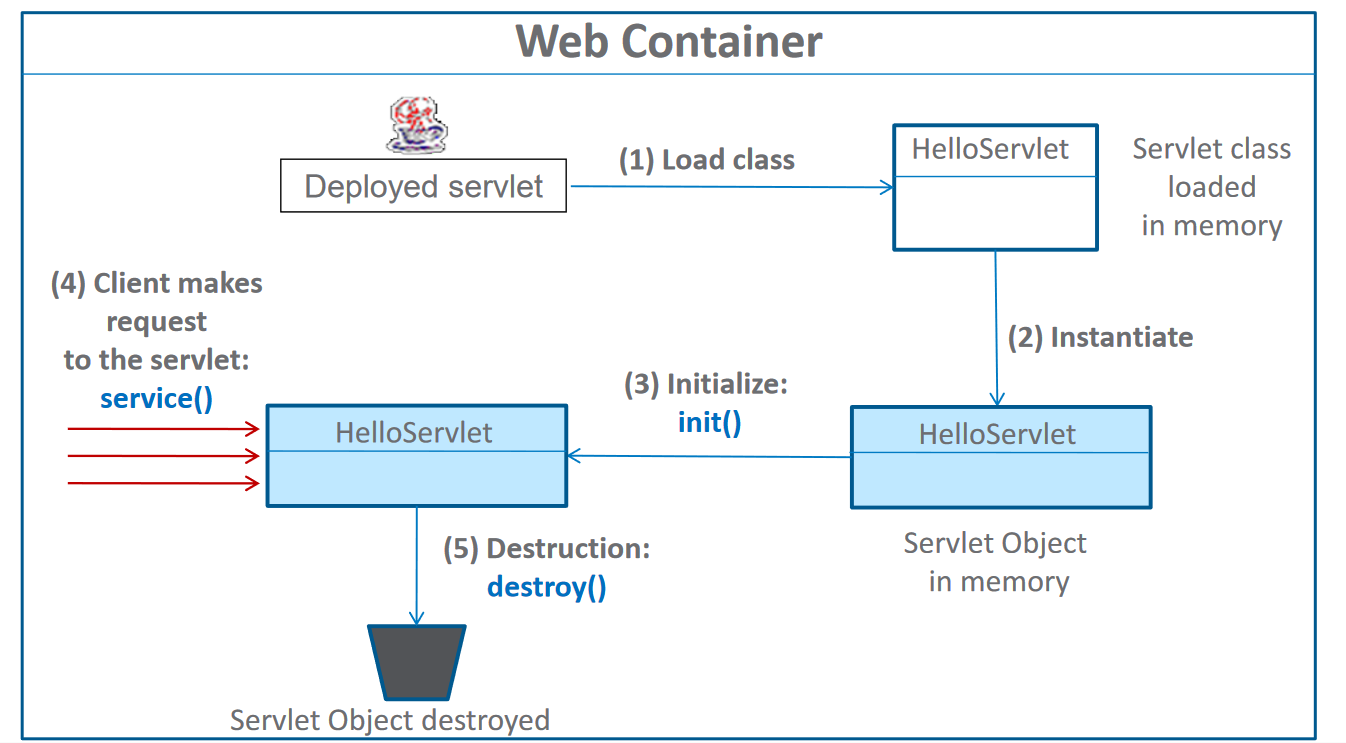 Web Container
Deployed servlet
(1) Load class
HelloServlet
Servlet class
loaded
in memory
(2) Instantiate
HelloServlet
Servlet Object
in memory
(3) Initialize:
init()
(4) Client makes
request
to the servlet:
service()
HelloServlet
(5) Destruction:
destroy()
Servlet Object destroyed